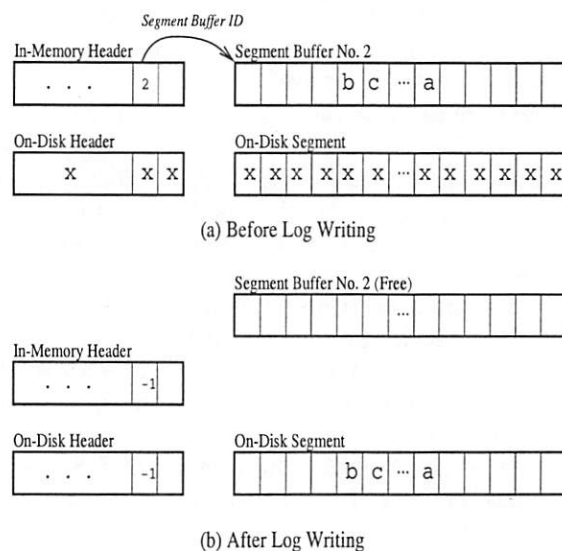 Segment Buffer ID
In-Memory Header
Segment Buffer No. 2
. . . 2
b c ... a
On-Disk Header
On-Disk Segment
X X X
X X X X X X ... X X X X X X
(a) Before Log Writing
Segment Buffer No. 2 (Free)
...
In-Memory Header
. . . -1
On-Disk Header
On-Disk Segment
. . . -1
b c ... a
(b) After Log Writing